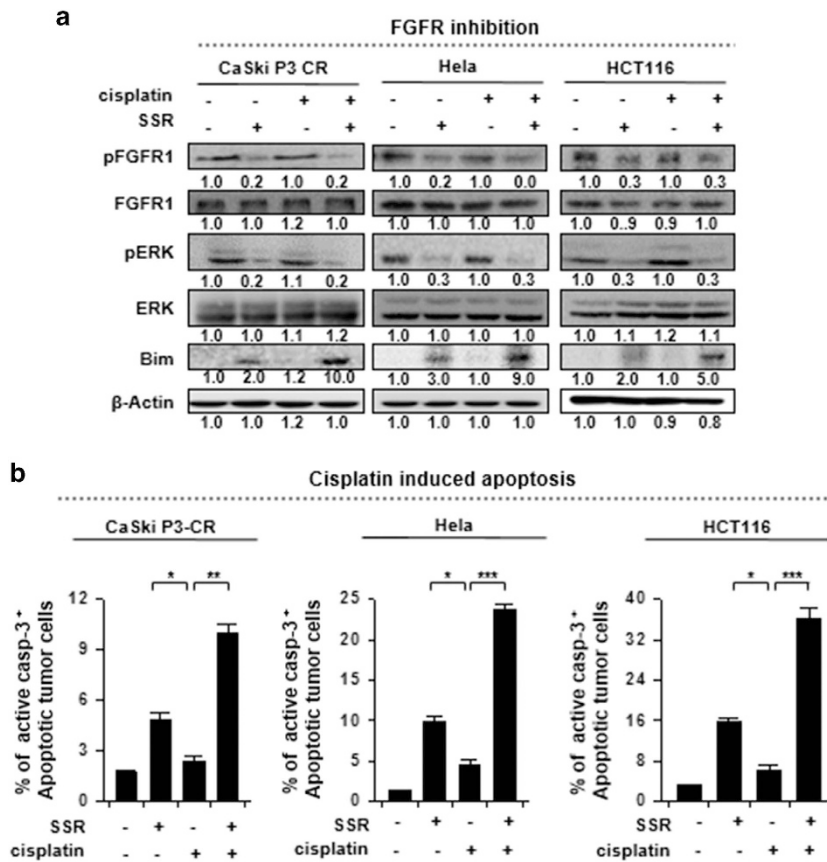 a
FGFR inhibition
CaSki P3 CR Hela HCT116
cisplatin - - + + - - + + - - + +
SSR - + - + - + - + - + - +
pFGFR1
1.0 0.2 1.0 0.2 1.0 0.2 1.0 0.0 1.0 0.3 1.0 0.3
FGFR1
1.0 1.0 1.2 1.0 1.0 1.0 1.0 1.0 1.0 0..9 0.9 1.0
pERK
1.0 0.2 1.1 0.2 1.0 0.3 1.0 0.3 1.0 0.3 1.0 0.3
ERK
1.0 1.0 1.1 1.2 1.0 1.0 1.0 1.0 1.0 1.1 1.2 1.1
Bim
1.0 2.0 1.2 10.0 1.0 3.0 1.0 9.0 1.0 2.0 1.0 5.0
β-Actin
1.0 1.0 1.2 1.0 1.0 1.0 1.0 1.0 1.0 1.0 0.9 0.8
b
Cisplatin induced apoptosis
CaSki P3-CR
% of active casp-3+
Apoptotic tumor cells
12
9
6
3
0
* **
SSR - + - +
cisplatin - - + +
Hela
% of active casp-3+
Apoptotic tumor cells
25
20
15
10
5
0
* ***
- + - +
- - + +
HCT116
% of active casp-3+
Apoptotic tumor cells
40
32
24
16
8
0
* ***
SSR - + - +
cisplatin - - + +